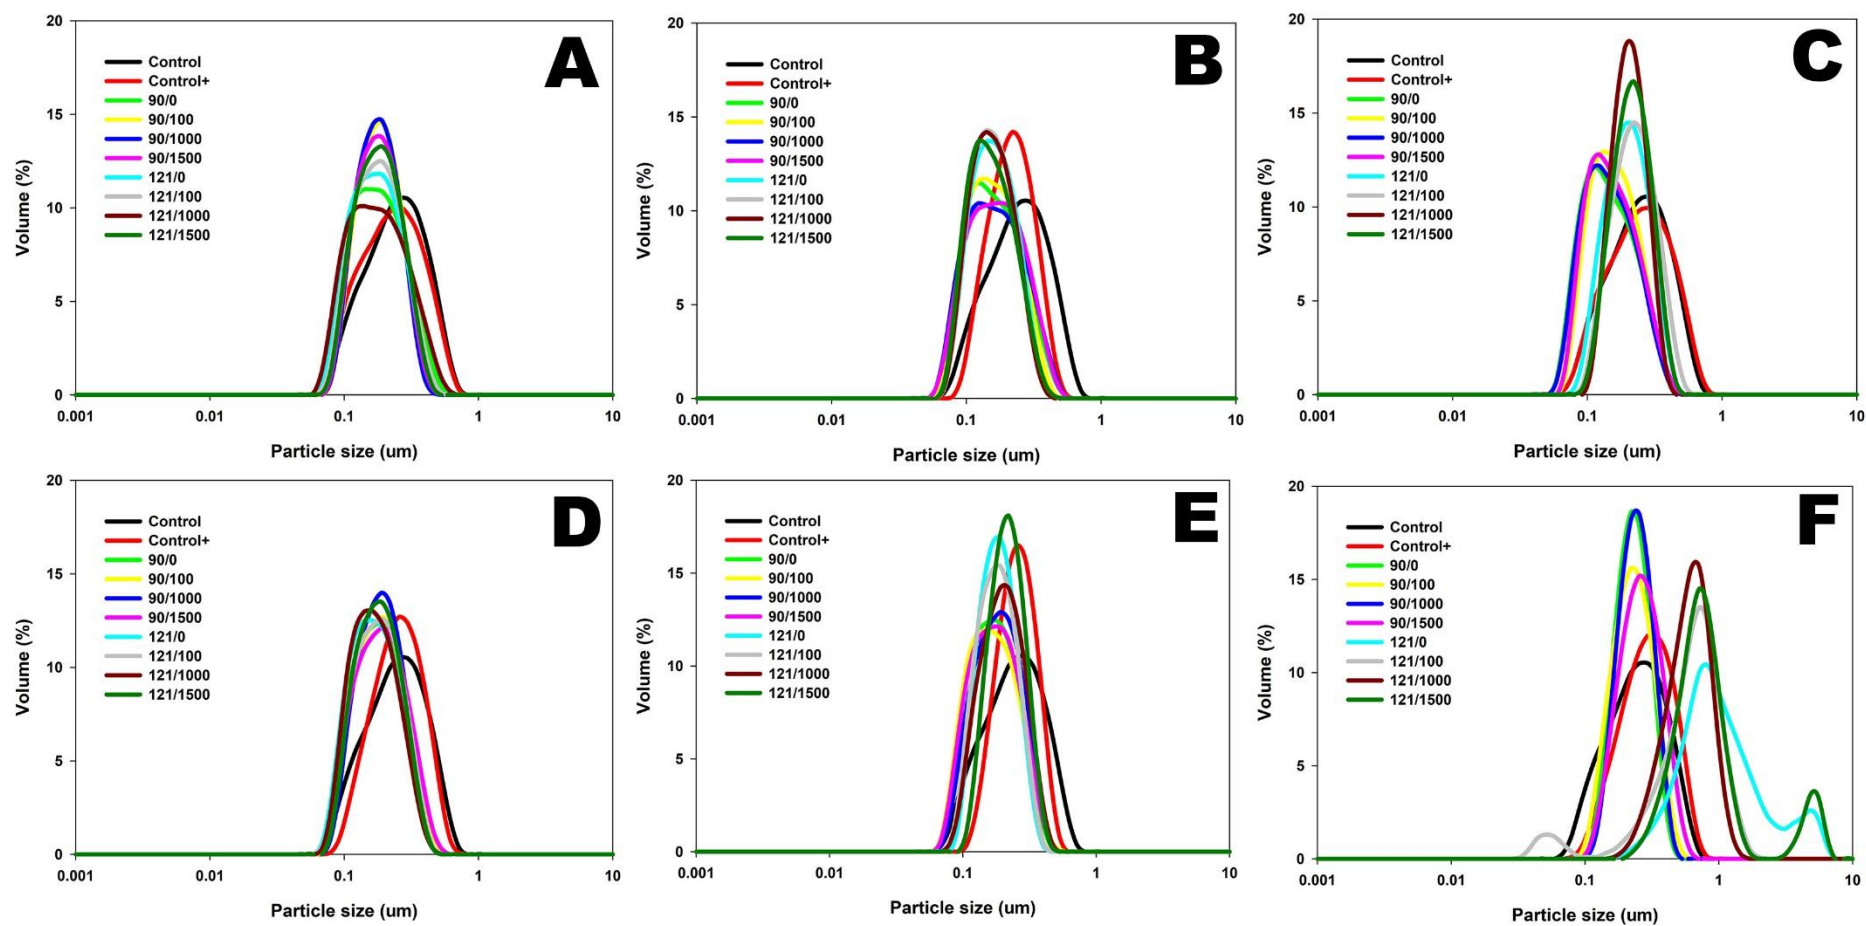 A
Volume (%)
20
15
10
5
0
Control
Control+
90/0
90/100
90/1000
90/1500
121/0
121/100
121/1000
121/1500
0.001 0.01 0.1 1 10
Particle size (um)
B
Volume (%)
20
15
10
5
0
Control
Control+
90/0
90/100
90/1000
90/1500
121/0
121/100
121/1000
121/1500
0.001 0.01 0.1 1 10
Particle size (um)
C
Volume (%)
20
15
10
5
0
Control
Control+
90/0
90/100
90/1000
90/1500
121/0
121/100
121/1000
121/1500
0.001 0.01 0.1 1 10
Particle size (um)
D
Volume (%)
20
15
10
5
0
Control
Control+
90/0
90/100
90/1000
90/1500
121/0
121/100
121/1000
121/1500
0.001 0.01 0.1 1 10
Particle size (um)
E
Volume (%)
20
15
10
5
0
Control
Control+
90/0
90/100
90/1000
90/1500
121/0
121/100
121/1000
121/1500
0.001 0.01 0.1 1 10
Particle size (um)
F
Volume (%)
20
15
10
5
0
Control
Control+
90/0
90/100
90/1000
90/1500
121/0
121/100
121/1000
121/1500
0.001 0.01 0.1 1 10
Particle size (um)